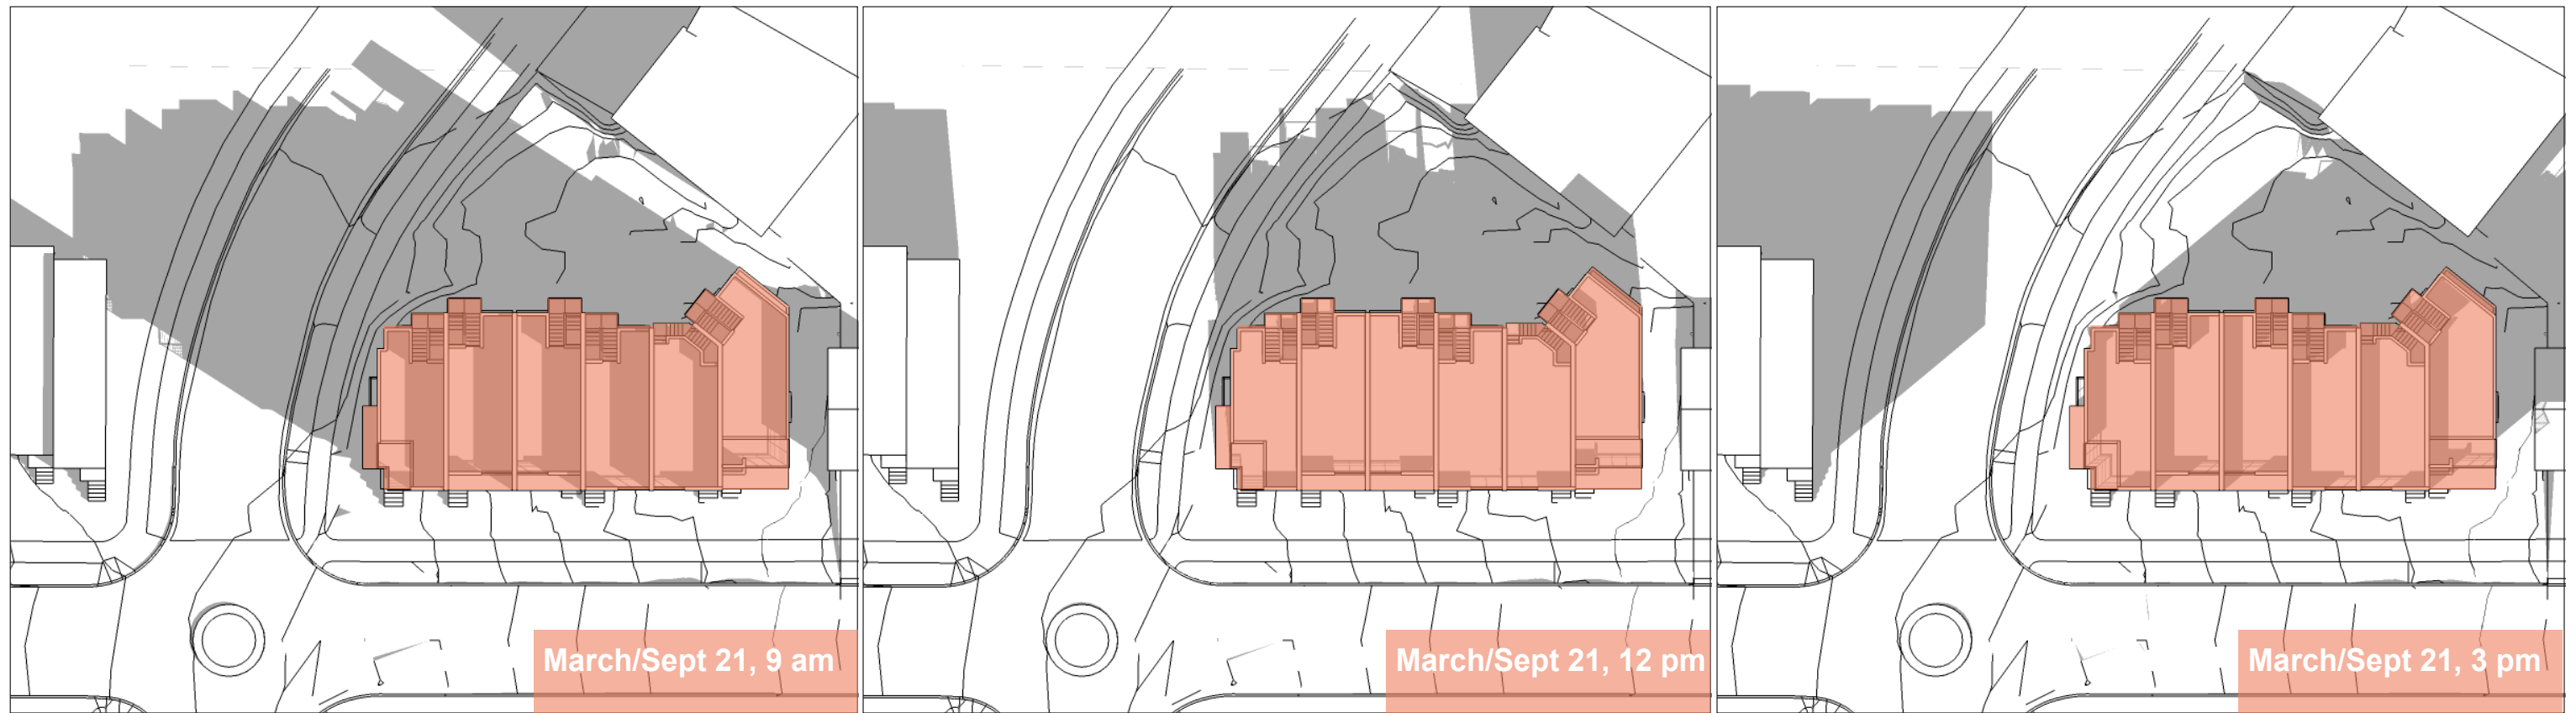 March/Sept 21, 9 am
March/Sept 21, 12 pm
March/Sept 21, 3 pm